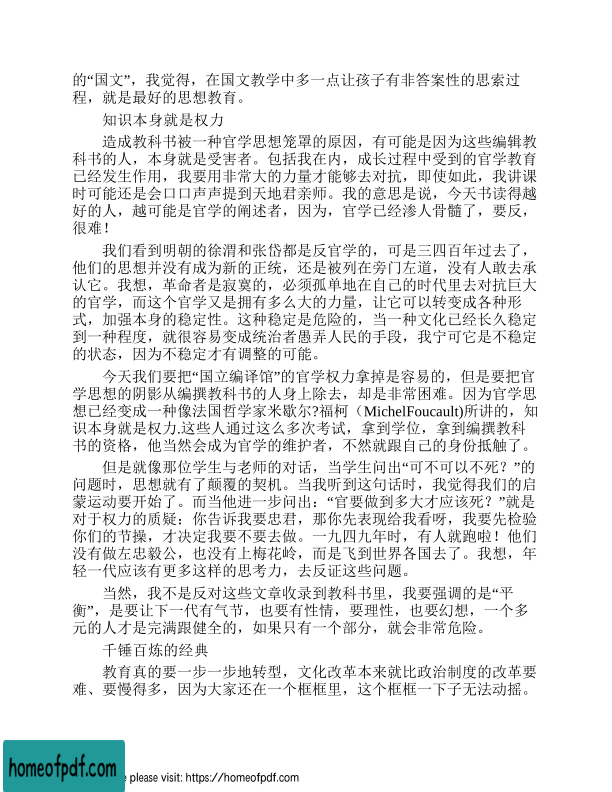 的“国文”，我觉得，在国文教学中多一点让孩子有非答案性的思索过
程，就是最好的思想教育。
知识本身就是权力
造成教科书被一种官学思想笼罩的原因，有可能是因为这些编辑教
科书的人，本身就是受害者。包括我在内，成长过程中受到的官学教育
已经发生作用，我要用非常大的力量才能够去对抗，即使如此，我讲课
时可能还是会口口声声提到天地君亲师。我的意思是说，今天书读得越
好的人，越可能是官学的阐述者，因为，官学已经渗人骨髓了，要反，
很难！
我们看到明朝的徐渭和张岱都是反官学的，可是三四百年过去了，
他们的思想并没有成为新的正统，还是被列在旁门左道，没有人敢去承
认它。我想，革命者是寂寞的，必须孤单地在自己的时代里去对抗巨大
的官学，而这个官学又是拥有多么大的力量，让它可以转变成各种形
式，加强本身的稳定性。这种稳定是危险的，当一种文化已经长久稳定
到一种程度，就很容易变成统治者愚弄人民的手段，我宁可它是不稳定
的状态，因为不稳定才有调整的可能。
今天我们要把“国立编译馆”的官学权力拿掉是容易的，但是要把官
学思想的阴影从编撰教科书的人身上除去，却是非常困难。因为官学思
想已经变成一种像法国哲学家米歇尔?福柯（MichelFoucault)所讲的，知
识本身就是权力.这些人通过这么多次考试，拿到学位，拿到编撰教科
书的资格，他当然会成为官学的维护者，不然就跟自己的身份抵触了。
但是就像那位学生与老师的对话，当学生问出“可不可以不死？”的
问题时，思想就有了颠覆的契机。当我听到这句话时，我觉得我们的启
蒙运动要开始了。而当他进一步问出：“官要做到多大才应该死？”就是
对于权力的质疑：你告诉我要忠君，那你先表现给我看呀，我要先检验
你们的节操，才决定我要不要去做。一九四九年时，有人就跑啦！他们
没有做左忠毅公，也没有上梅花岭，而是飞到世界各国去了。我想，年
轻一代应该有更多这样的思考力，去反证这些问题。
当然，我不是反对这些文章收录到教科书里，我要强调的是“平
衡”，是要让下一代有气节，也要有性情，要理性，也要幻想，一个多
元的人才是完满跟健全的，如果只有一个部分，就会非常危险。
千锤百炼的经典
教育真的要一步一步地转型，文化改革本来就比政治制度的改革要
难、要慢得多，因为大家还在一个框框里，这个框框一下子无法动摇。
homeofpdf.com
e please visit: https://homeofpdf.com